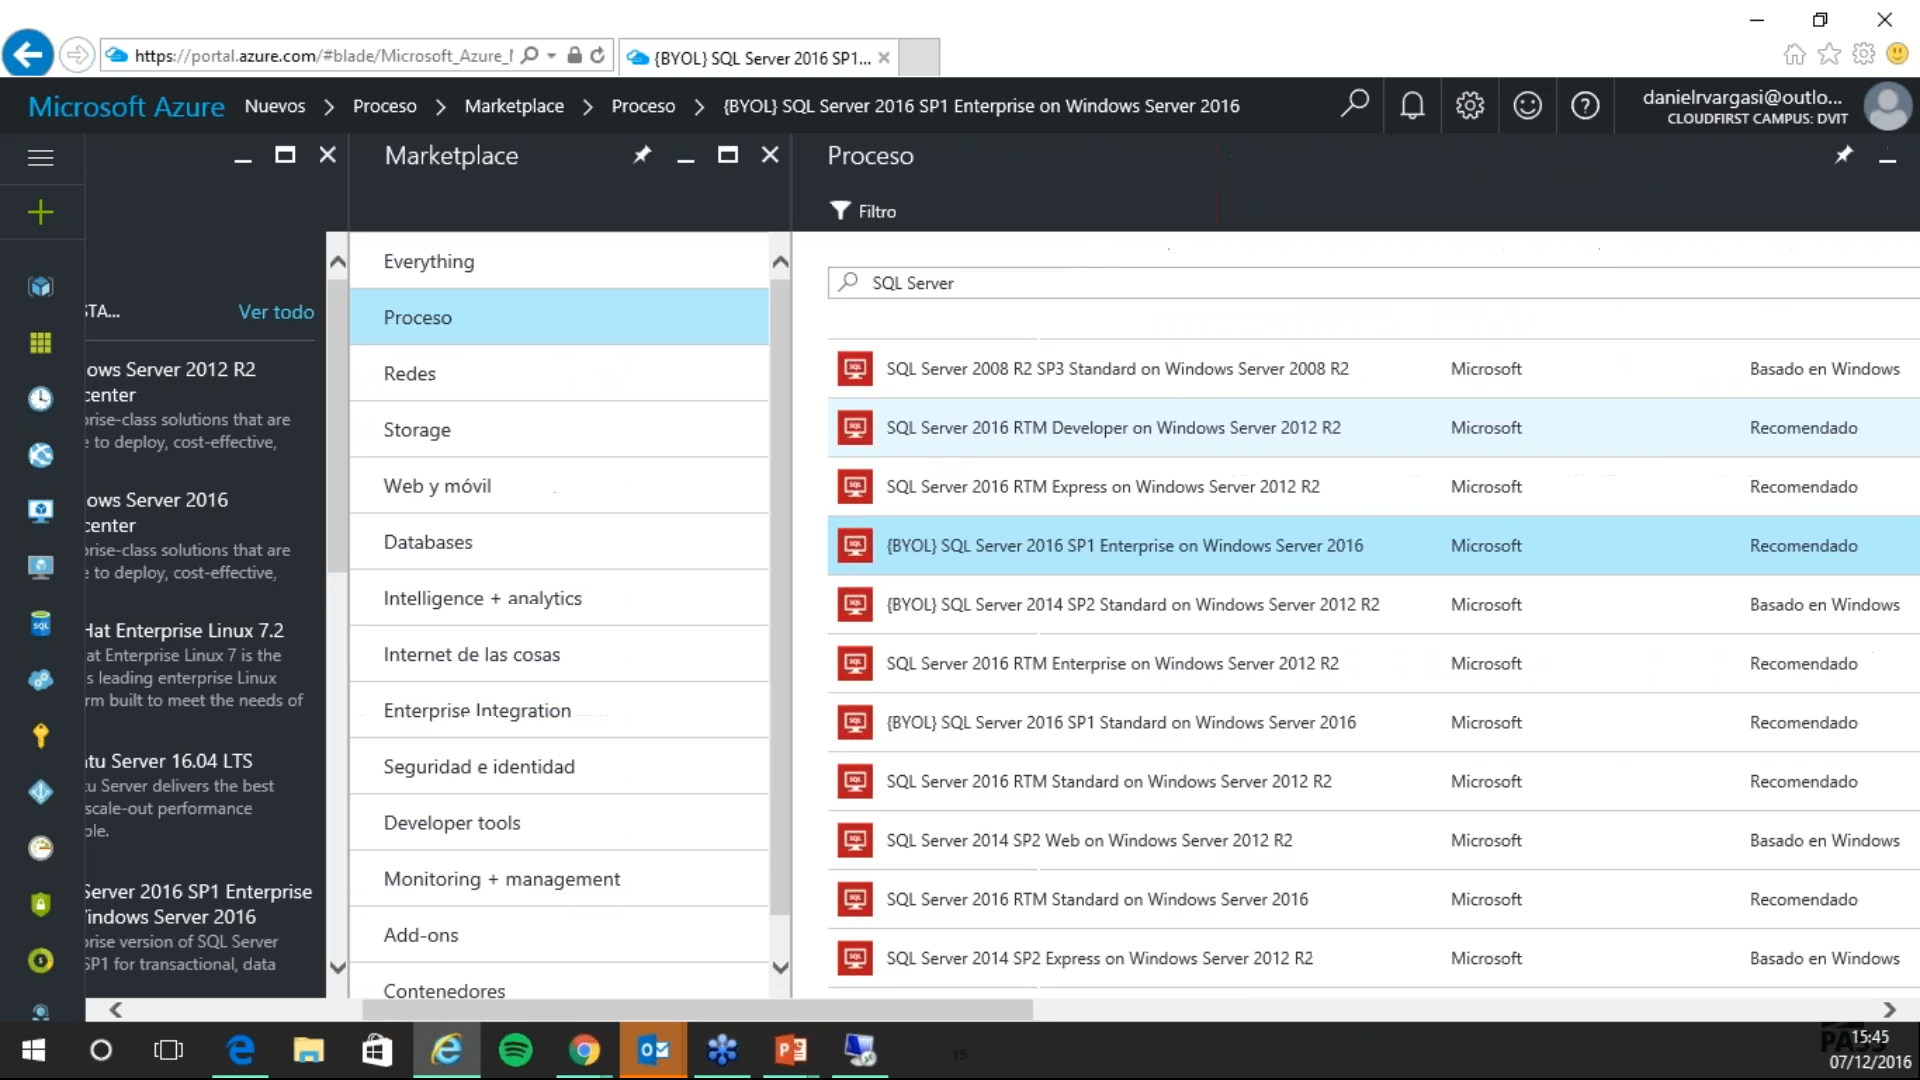 https://portal.azure.com/#blade/Microsoft_Azure_
{BYOL} SQL Server 2016 SP1...
Microsoft Azure
Nuevos > Proceso > Marketplace > Proceso > {BYOL} SQL Server 2016 SP1 Enterprise on Windows Server 2016
danielrvargasi@outlo...
CLOUDFIRST CAMPUS: DVIT
STA...
Ver todo
ows Server 2012 R2
center
prise-class solutions that are
e to deploy, cost-effective,
ows Server 2016
center
prise-class solutions that are
e to deploy, cost-effective,
Hat Enterprise Linux 7.2
at Enterprise Linux 7 is the
s leading enterprise Linux
rm built to meet the needs of
ntu Server 16.04 LTS
tu Server delivers the best
scale-out performance
ble.
Server 2016 SP1 Enterprise
Windows Server 2016
prise version of SQL Server
SP1 for transactional, data
Marketplace
Everything
Proceso
Redes
Storage
Web y móvil
Databases
Intelligence + analytics
Internet de las cosas
Enterprise Integration
Seguridad e identidad
Developer tools
Monitoring + management
Add-ons
Contenedores
Proceso
Filtro
SQL Server
SQL Server 2008 R2 SP3 Standard on Windows Server 2008 R2 Microsoft Basado en Windows
SQL Server 2016 RTM Developer on Windows Server 2012 R2 Microsoft Recomendado
SQL Server 2016 RTM Express on Windows Server 2012 R2 Microsoft Recomendado
{BYOL} SQL Server 2016 SP1 Enterprise on Windows Server 2016 Microsoft Recomendado
{BYOL} SQL Server 2014 SP2 Standard on Windows Server 2012 R2 Microsoft Basado en Windows
SQL Server 2016 RTM Enterprise on Windows Server 2012 R2 Microsoft Recomendado
{BYOL} SQL Server 2016 SP1 Standard on Windows Server 2016 Microsoft Recomendado
SQL Server 2016 RTM Standard on Windows Server 2012 R2 Microsoft Recomendado
SQL Server 2014 SP2 Web on Windows Server 2012 R2 Microsoft Basado en Windows
SQL Server 2016 RTM Standard on Windows Server 2016 Microsoft Recomendado
SQL Server 2014 SP2 Express on Windows Server 2012 R2 Microsoft Basado en Windows
15
PASS
15:45
07/12/2016